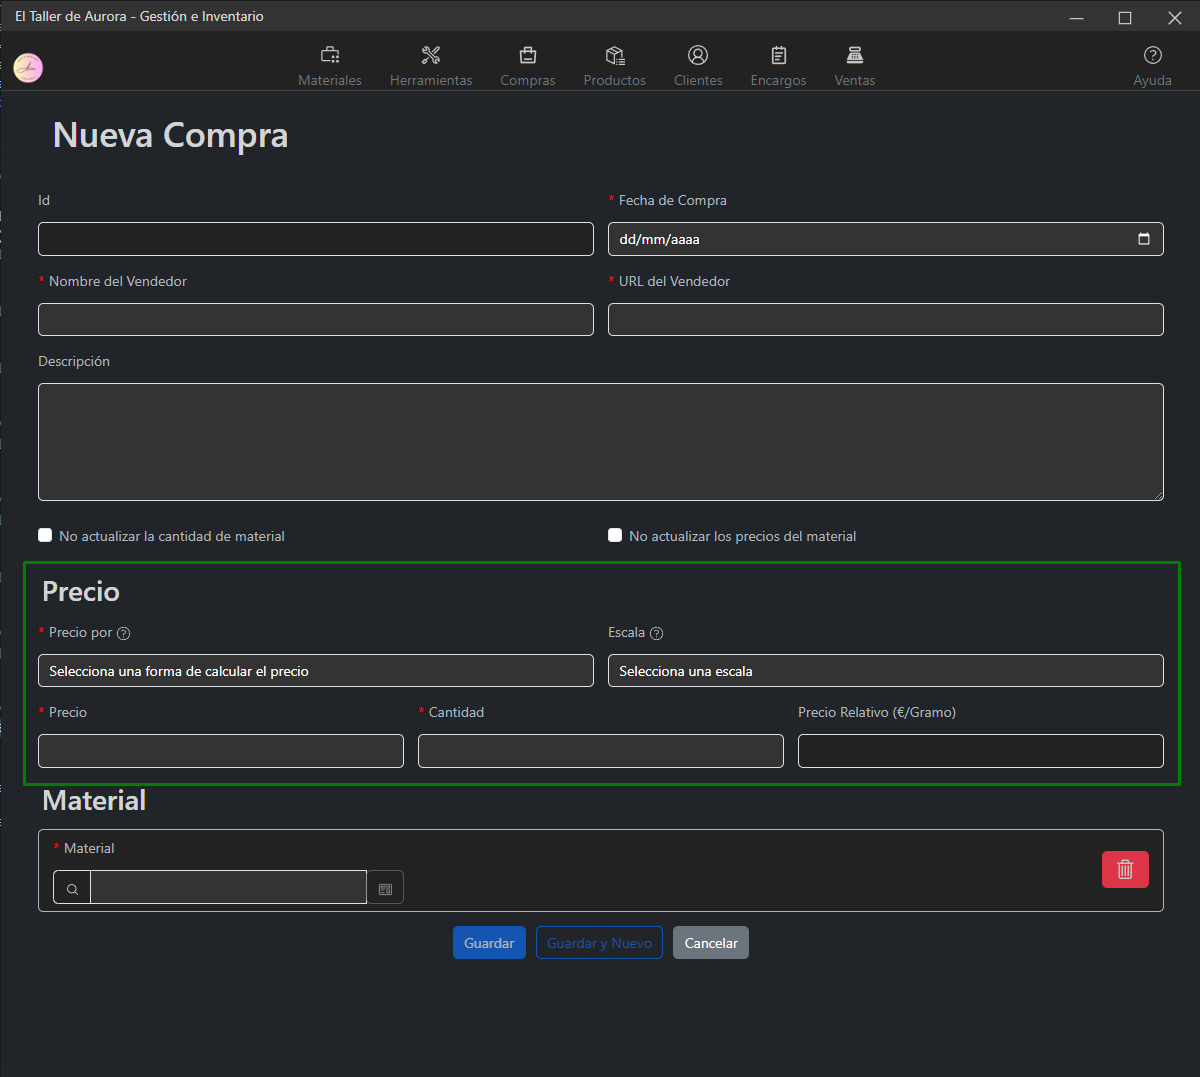 El Taller de Aurora - Gestión e Inventario
Materiales Herramientas Compras Productos Clientes Encargos Ventas Ayuda
Nueva Compra
Id * Fecha de Compra
dd/mm/aaaa
* Nombre del Vendedor * URL del Vendedor
Descripción
No actualizar la cantidad de material No actualizar los precios del material
Precio
* Precio por Escala
Selecciona una forma de calcular el precio Selecciona una escala
* Precio * Cantidad Precio Relativo (€/Gramo)
Material
* Material
Guardar Guardar y Nuevo Cancelar